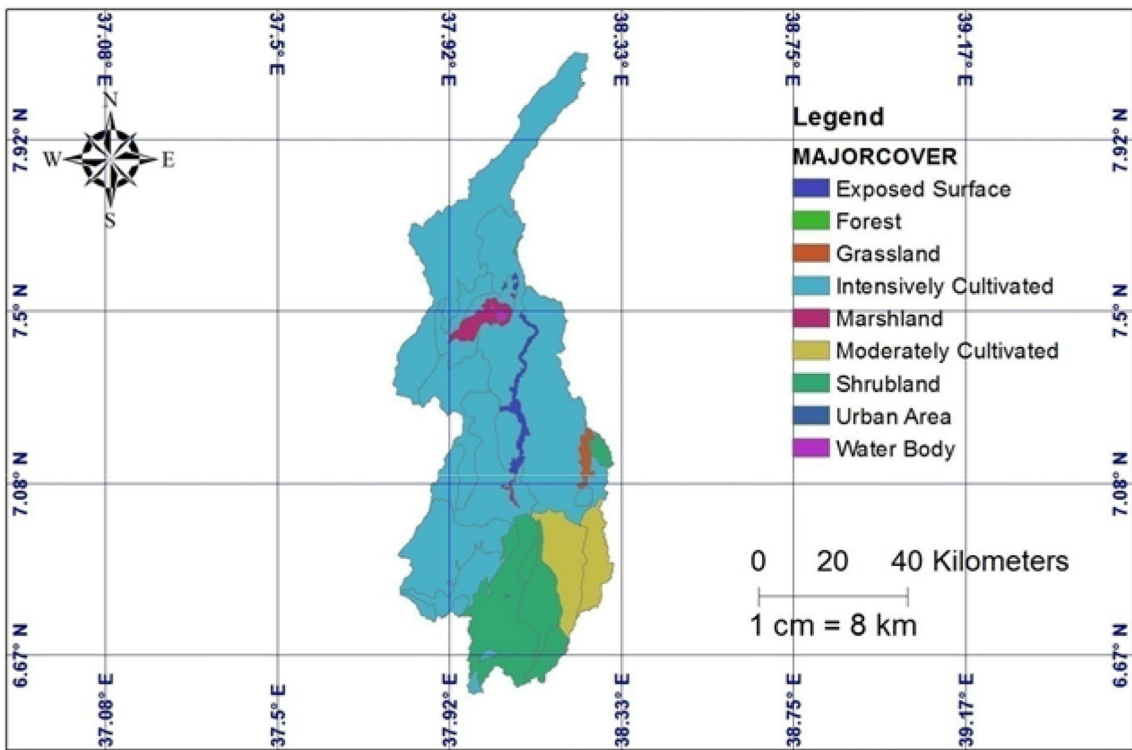 37.08° E 37.5° E 37.92° E 38.33° E 38.75° E 39.17° E
N
W E
S
7.92° N 7.92° N
Legend
MAJORCOVER
Exposed Surface
Forest
Grassland
Intensively Cultivated
7.5° N 7.5° N
Marshland
Moderately Cultivated
Shrubland
Urban Area
Water Body
7.08° N 7.08° N
0 20 40 Kilometers
1 cm = 8 km
6.67° N 6.67° N
37.08° E 37.5° E 37.92° E 38.33° E 38.75° E 39.17° E